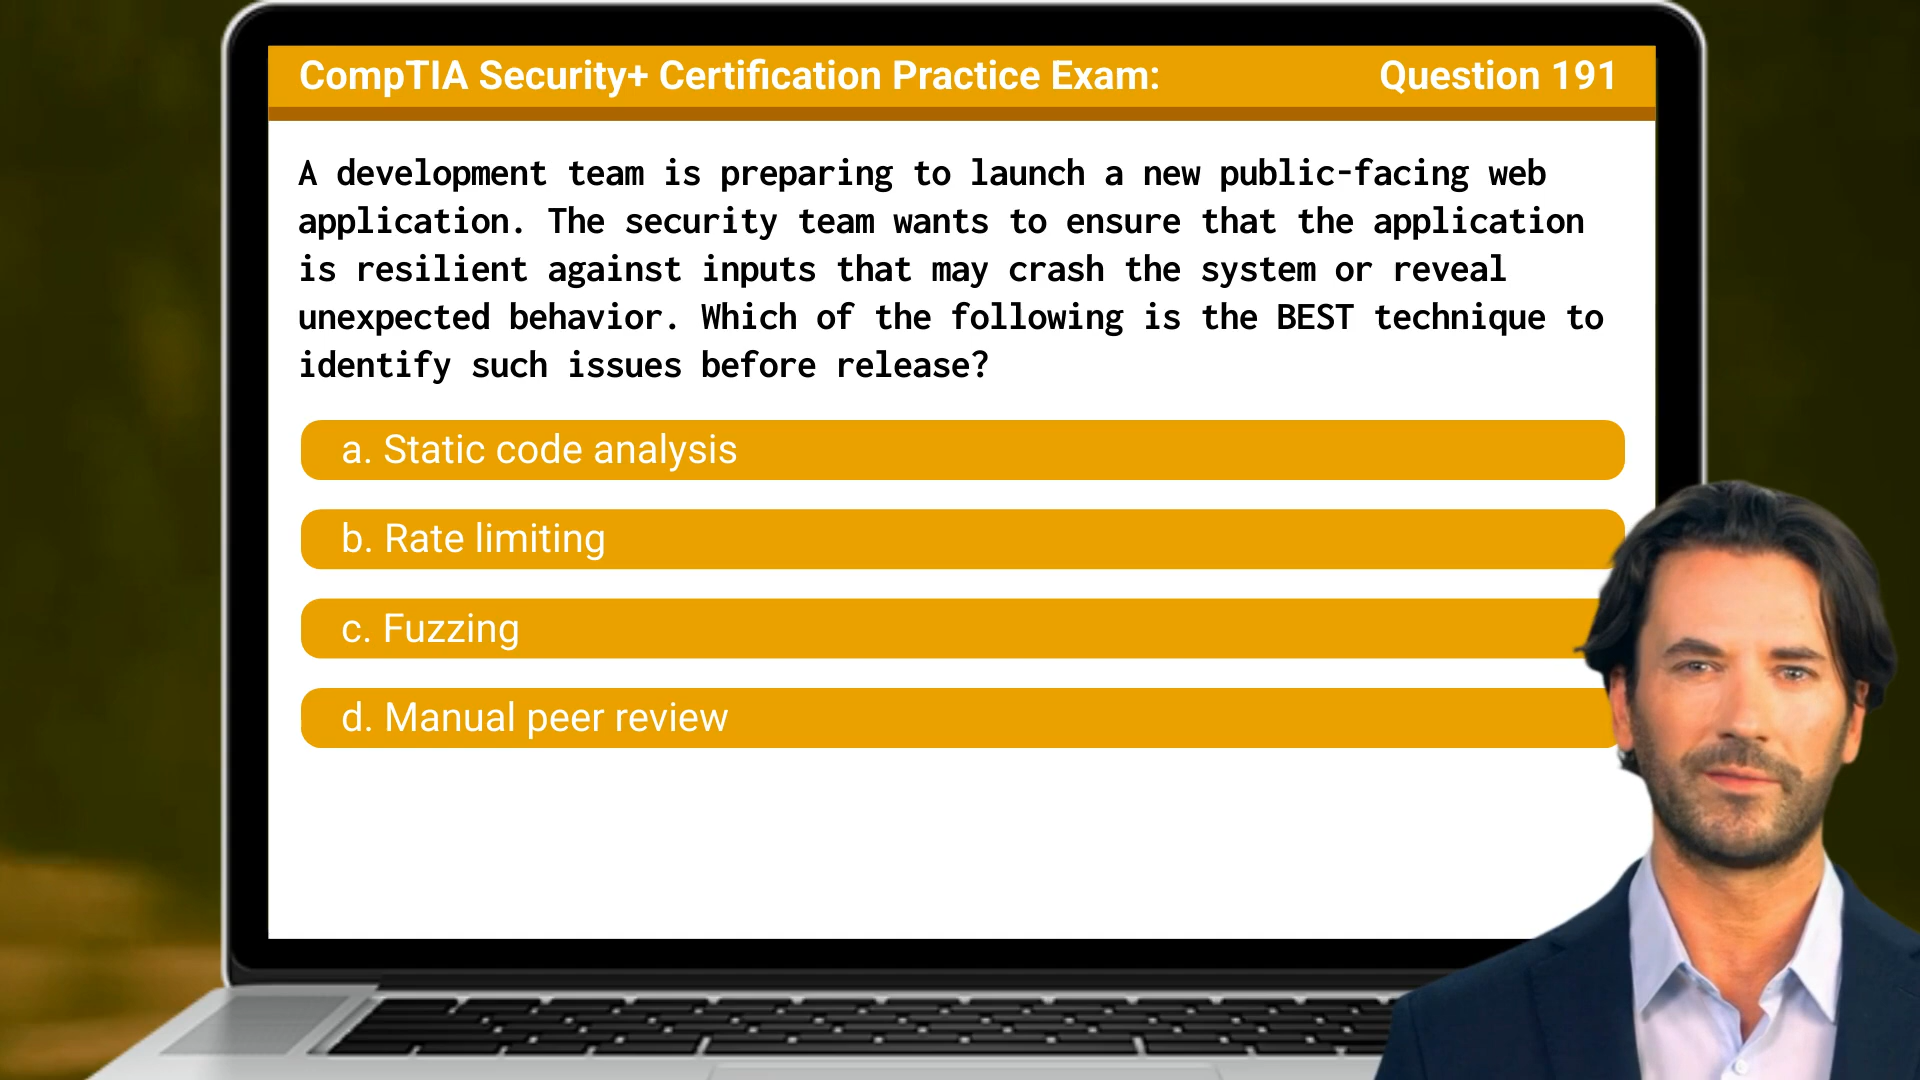 CompTIA Security+ Certification Practice Exam: Question 191
A development team is preparing to launch a new public-facing web
application. The security team wants to ensure that the application
is resilient against inputs that may crash the system or reveal
unexpected behavior. Which of the following is the BEST technique to
identify such issues before release?
a. Static code analysis
b. Rate limiting
c. Fuzzing
d. Manual peer review